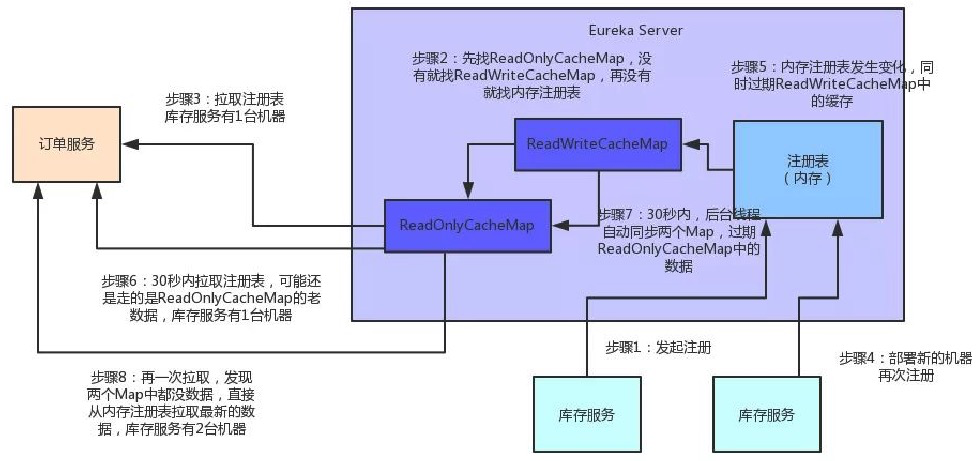 Eureka Server
步骤2：先找ReadOnlyCacheMap，没
有就找ReadWriteCacheMap，再没有
就找内存注册表
步骤5：内存注册表发生变化，同
时过期ReadWriteCacheMap中
的缓存
步骤3：拉取注册表
库存服务有1台机器
订单服务
ReadWriteCacheMap
注册表
（内存）
ReadOnlyCacheMap
步骤7：30秒内，后台线程
自动同步两个Map，过期
ReadOnlyCacheMap中的
数据
步骤6：30秒内拉取注册表，可能还
是走的是ReadOnlyCacheMap的老
数据，库存服务有1台机器
步骤1：发起注册
步骤4：部署新的机器
再次注册
步骤8：再一次拉取，发现
两个Map中都没数据，直接
从内存注册表拉取最新的数
据，库存服务有2台机器
库存服务
库存服务